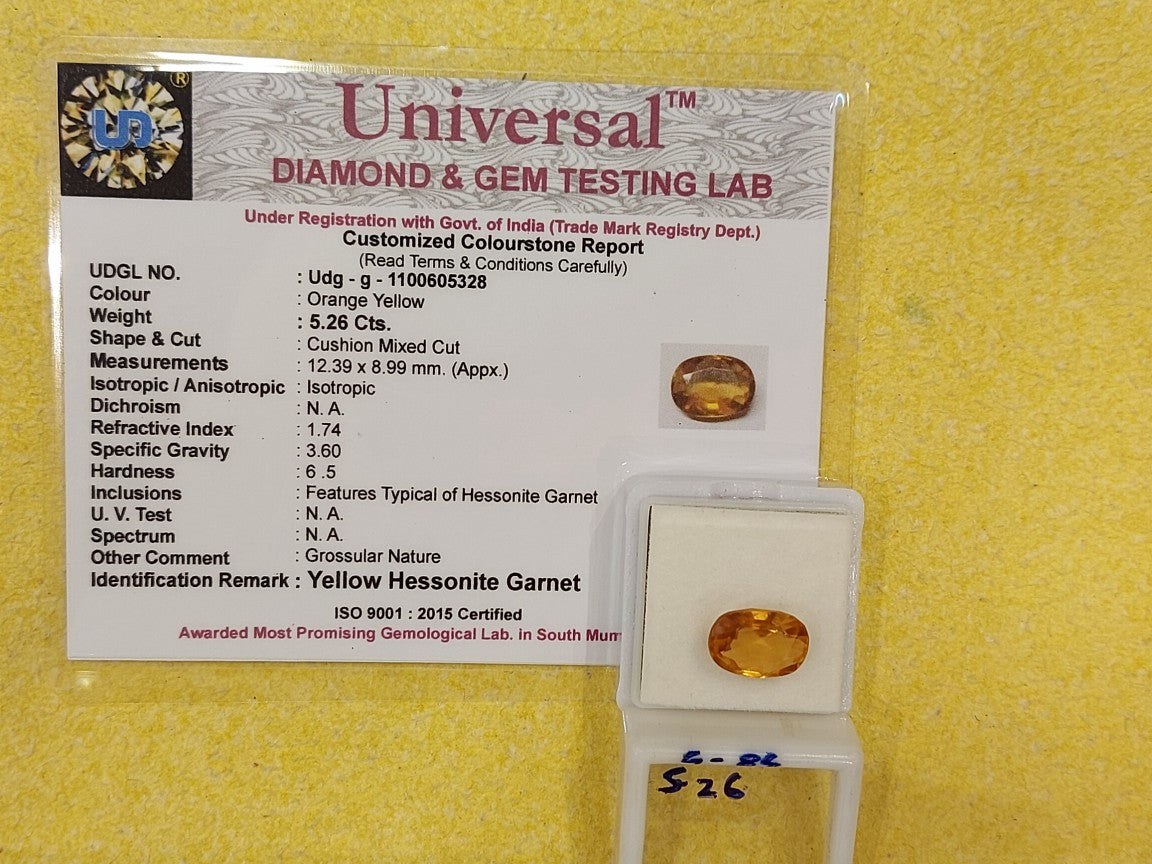 UD ®
Universal™
DIAMOND & GEM TESTING LAB
Under Registration with Govt. of India (Trade Mark Registry Dept.)
Customized Colourstone Report
(Read Terms & Conditions Carefully)
UDGL NO. : Udg - g - 1100605328
Colour : Orange Yellow
Weight : 5.26 Cts.
Shape & Cut : Cushion Mixed Cut
Measurements : 12.39 x 8.99 mm. (Appx.)
Isotropic / Anisotropic : Isotropic
Dichroism : N. A.
Refractive Index : 1.74
Specific Gravity : 3.60
Hardness : 6 .5
Inclusions : Features Typical of Hessonite Garnet
U. V. Test : N. A.
Spectrum : N. A.
Other Comment : Grossular Nature
Identification Remark : Yellow Hessonite Garnet
ISO 9001 : 2015 Certified
Awarded Most Promising Gemological Lab. in South
526